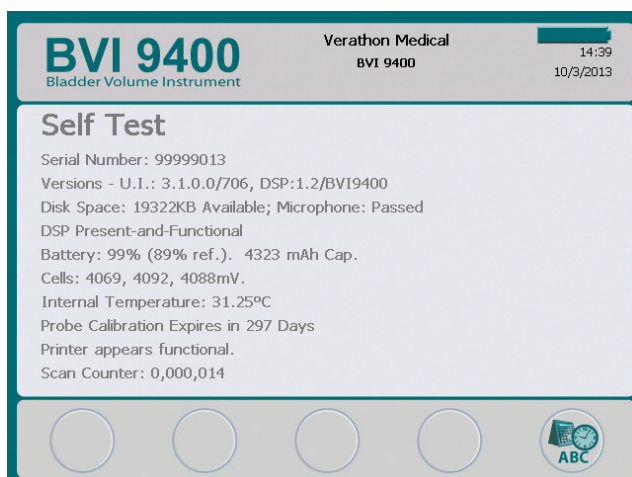 BVI 9400
Bladder Volume Instrument
Verathon Medical
BVI 9400
14:39
10/3/2013
Self Test
Serial Number: 99999013
Versions - U.I.: 3.1.0.0/706, DSP:1.2/BVI9400
Disk Space: 19322KB Available; Microphone: Passed
DSP Present-and-Functional
Battery: 99% (89% ref.).  4323 mAh Cap.
Cells: 4069, 4092, 4088mV.
Internal Temperature: 31.25ºC
Probe Calibration Expires in 297 Days
Printer appears functional.
Scan Counter: 0,000,014
ABC